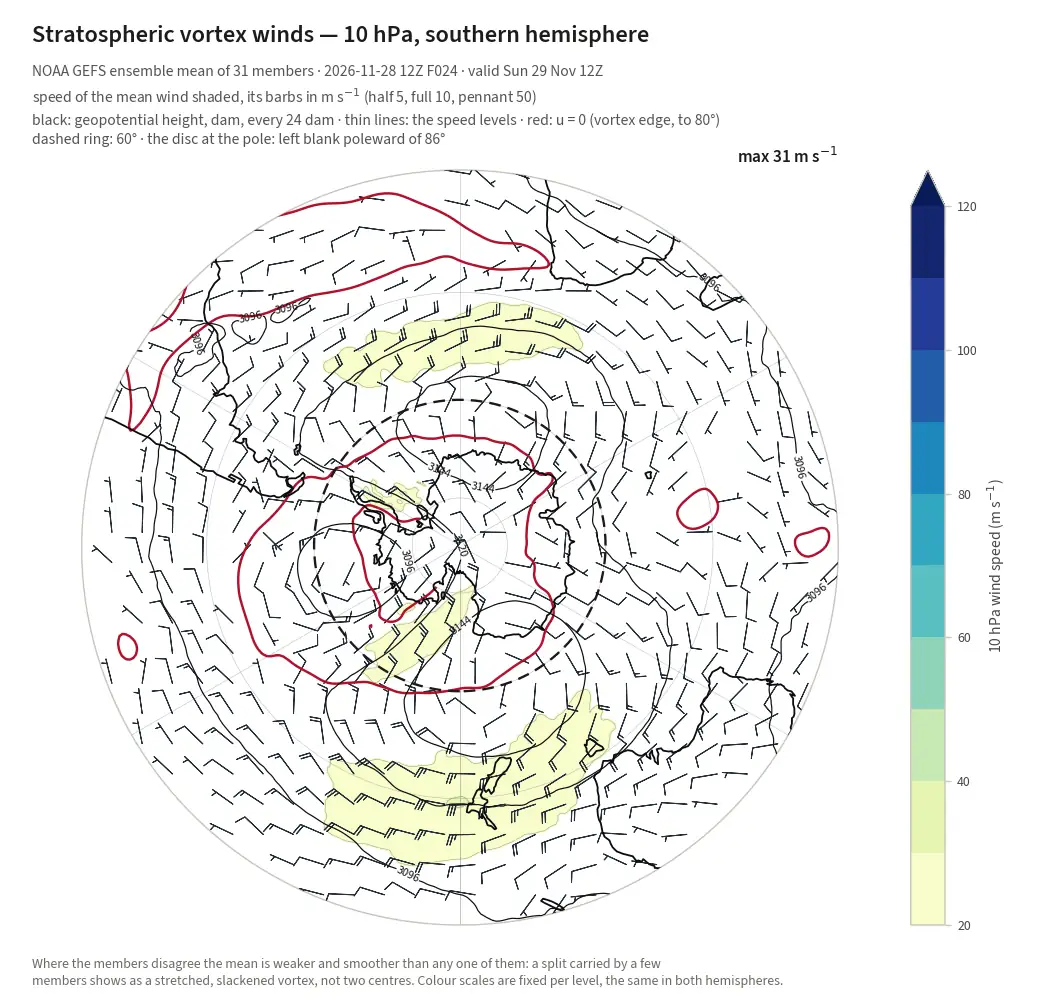 Stratospheric vortex winds — 10 hPa, southern hemisphere
NOAA GEFS ensemble mean of 31 members · 2026-11-28 12Z F024 · valid Sun 29 Nov 12Z
speed of the mean wind shaded, its barbs in m s⁻¹ (half 5, full 10, pennant 50)
black: geopotential height, dam, every 24 dam · thin lines: the speed levels · red: u = 0 (vortex edge, to 80°)
dashed ring: 60° · the disc at the pole: left blank poleward of 86°
max 31 m s⁻¹
120
100
80
60
40
20
10 hPa wind speed (m s⁻¹)
3096
3096
3096
3096
3096
3144
3144
3120
3096
3096
3144
3096
Where the members disagree the mean is weaker and smoother than any one of them: a split carried by a few
members shows as a stretched, slackened vortex, not two centres. Colour scales are fixed per level, the same in both hemispheres.